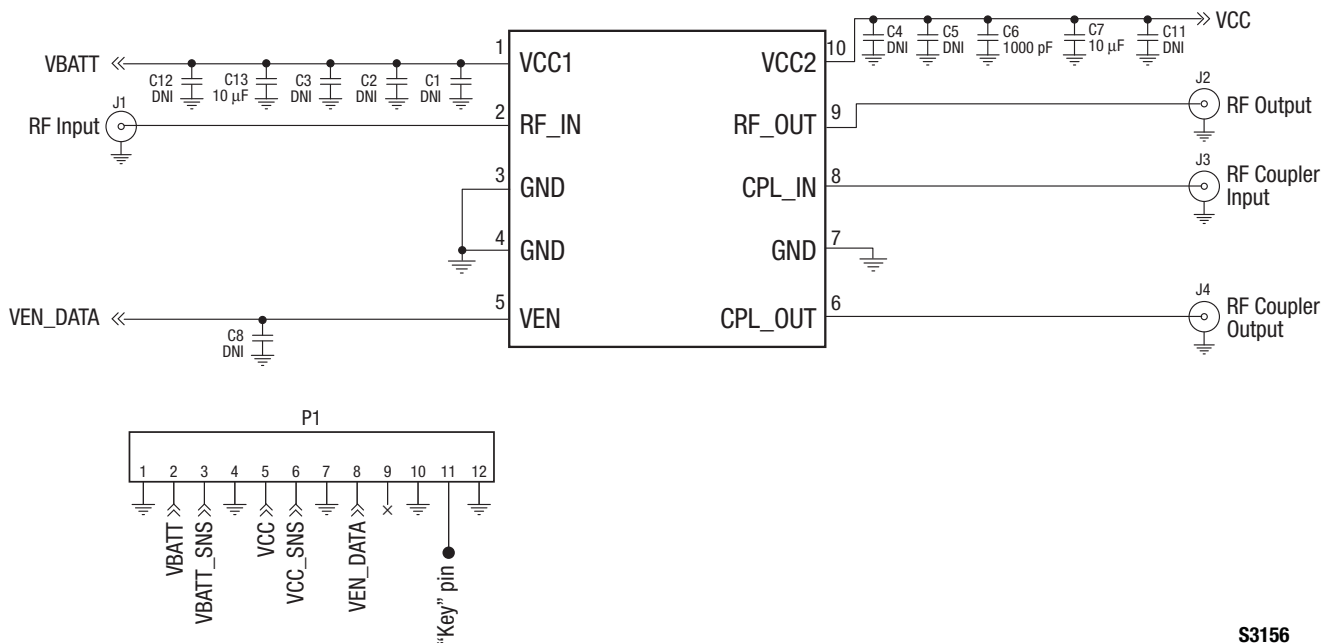 VCC
C4
DNI
C5
DNI
C6
1000 pF
C7
10 µF
C11
DNI
VBATT
C12
DNI
C13
10 µF
C3
DNI
C2
DNI
C1
DNI
1
VCC1
VCC2
10
J1
RF Input
2
RF_IN
RF_OUT
9
J2
RF Output
3
GND
CPL_IN
8
J3
RF Coupler
Input
4
GND
GND
7
VEN_DATA
C8
DNI
5
VEN
CPL_OUT
6
J4
RF Coupler
Output
P1
1 2 3 4 5 6 7 8 9 10 11 12
VBATT
VBATT_SNS
VCC
VCC_SNS
VEN_DATA
"Key" pin
S3156